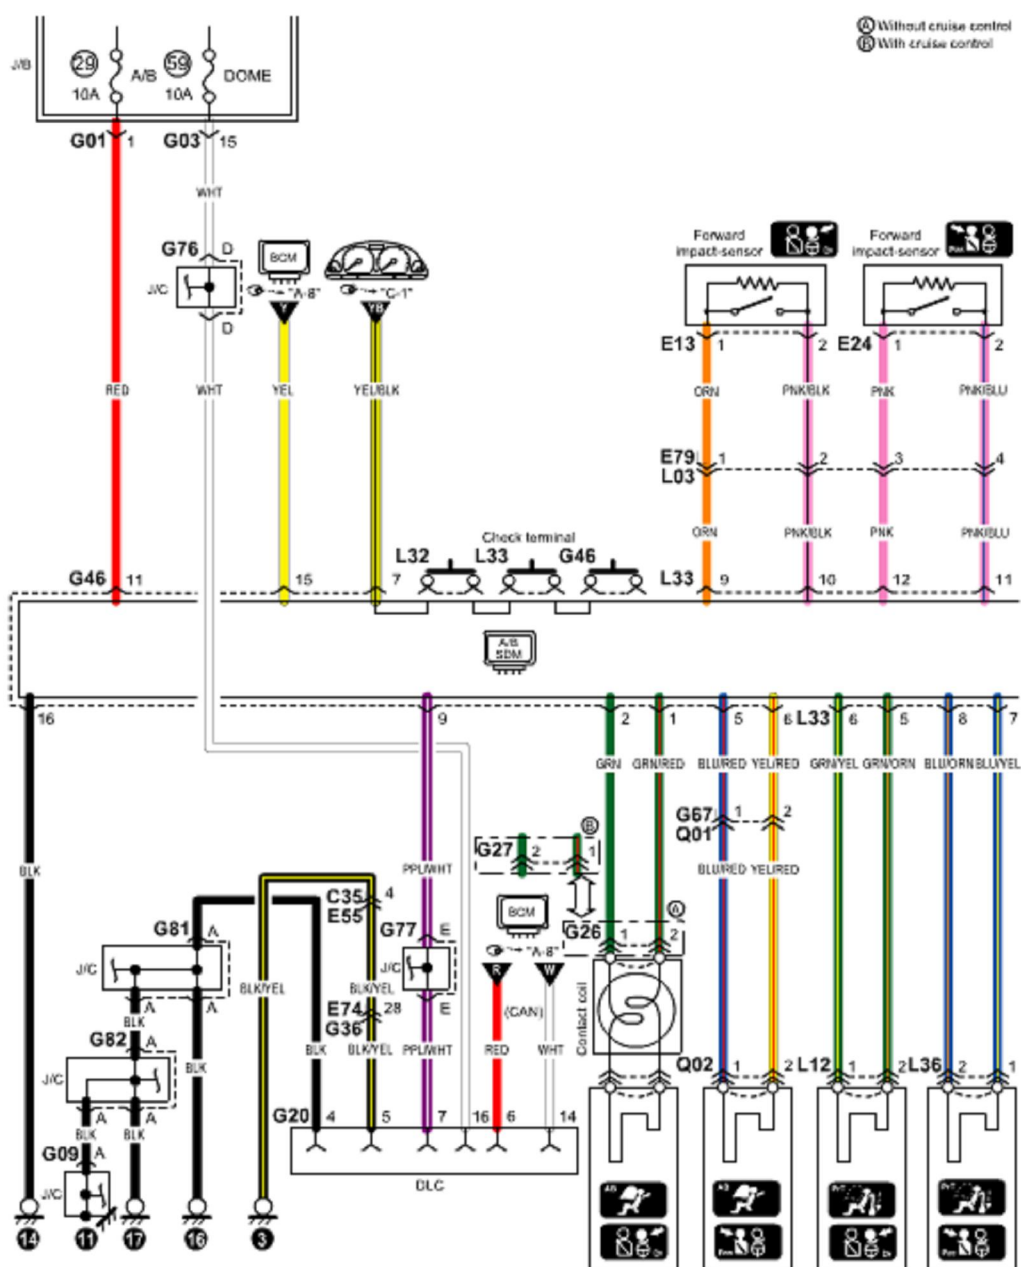 Ⓐ Without cruise control
Ⓑ With cruise control
J/B
29 A/B 59 DOME
10A 10A
G01 1 G03 15
WHT
G76 D
J/C
D
BCM
"A-8" "C-1"
Y YB
Forward impact-sensor
Forward impact-sensor
E13 1 2 E24 1 2
RED WHT YEL YEL/BLK ORN PNK/BLK PNK PNK/BLU
E79 1 2 3 4
L03
ORN PNK/BLK PNK PNK/BLU
Check terminal
L32 L33 G46
G46 11 15 7 L33 9 10 12 11
A/B
SDM
16 9 2 1 5 6 L33 6 5 8 7
GRN GRN/RED BLU/RED YEL/RED GRN/YEL GRN/ORN BLU/ORN BLU/YEL
G67 1 2
Q01
B
G27 2 1
BLK PPL/WHT BLU/RED YEL/RED
C35 4
E55
BCM
A
G81 A G77 E "A-8" G26 1 2
J/C J/C
R W
BLK/YEL BLK/YEL
A A E
E74 28
G36
(CAN)
Contact coil
BLK
G82 A
BLK BLK/YEL PPL/WHT RED WHT
J/C BLK
Q02 1 2 L12 1 2 L36 2 1
A A
G20 4 5 7 16 6 14
BLK BLK
G09 A
DLC
J/C
14 11 17 16 3